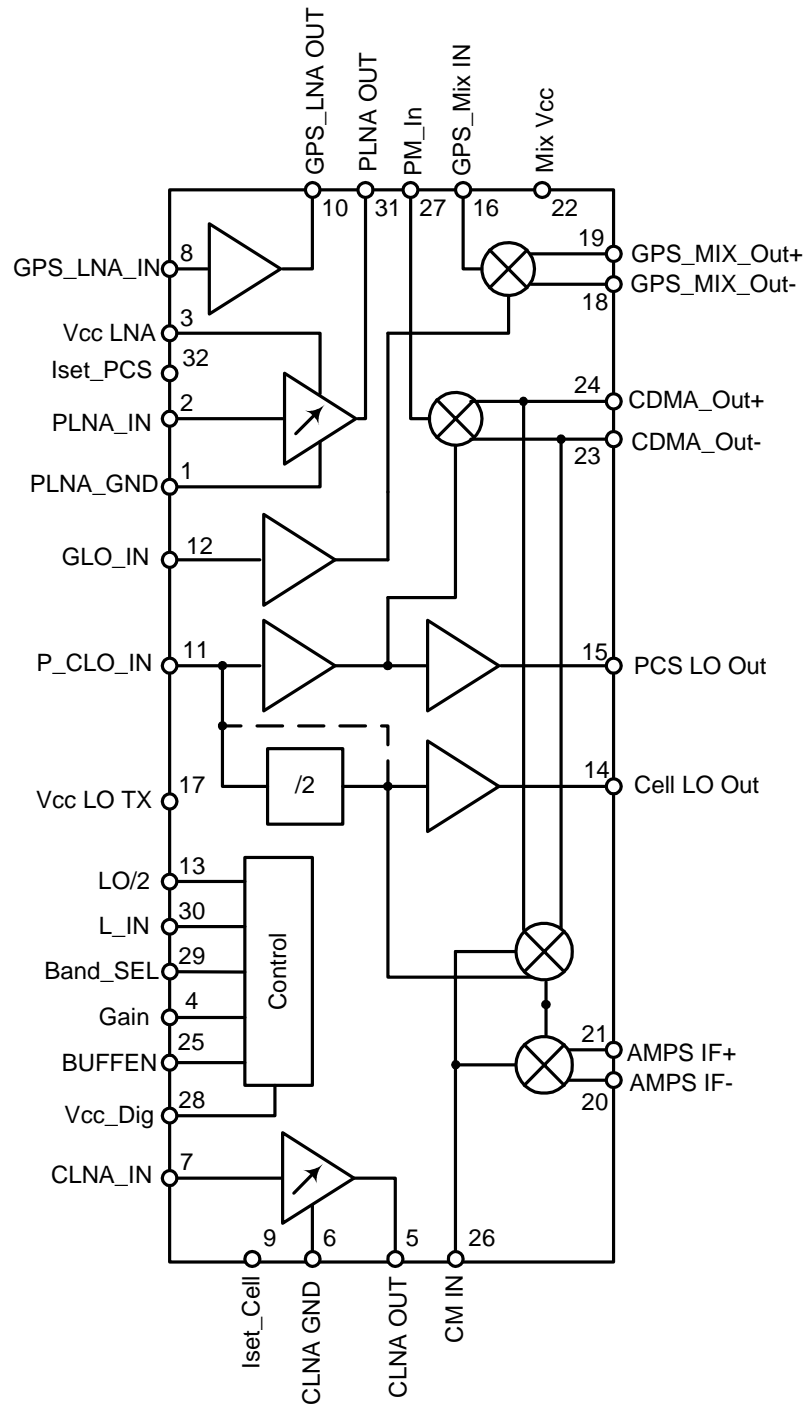 GPS_LNA OUT
PLNA OUT
PM_In
GPS_Mix IN
Mix Vcc
10
31
27
16
22
GPS_LNA_IN
8
19
GPS_MIX_Out+
GPS_MIX_Out-
18
Vcc LNA
3
Iset_PCS
32
PLNA_IN
2
24
CDMA_Out+
CDMA_Out-
23
PLNA_GND
1
GLO_IN
12
P_CLO_IN
11
15
PCS LO Out
/2
14
Cell LO Out
Vcc LO TX
17
LO/2
13
L_IN
30
Band_SEL
29
Gain
4
BUFFEN
25
Vcc_Dig
28
Control
21
AMPS IF+
AMPS IF-
20
CLNA_IN
7
9
6
5
26
Iset_Cell
CLNA GND
CLNA OUT
CM IN